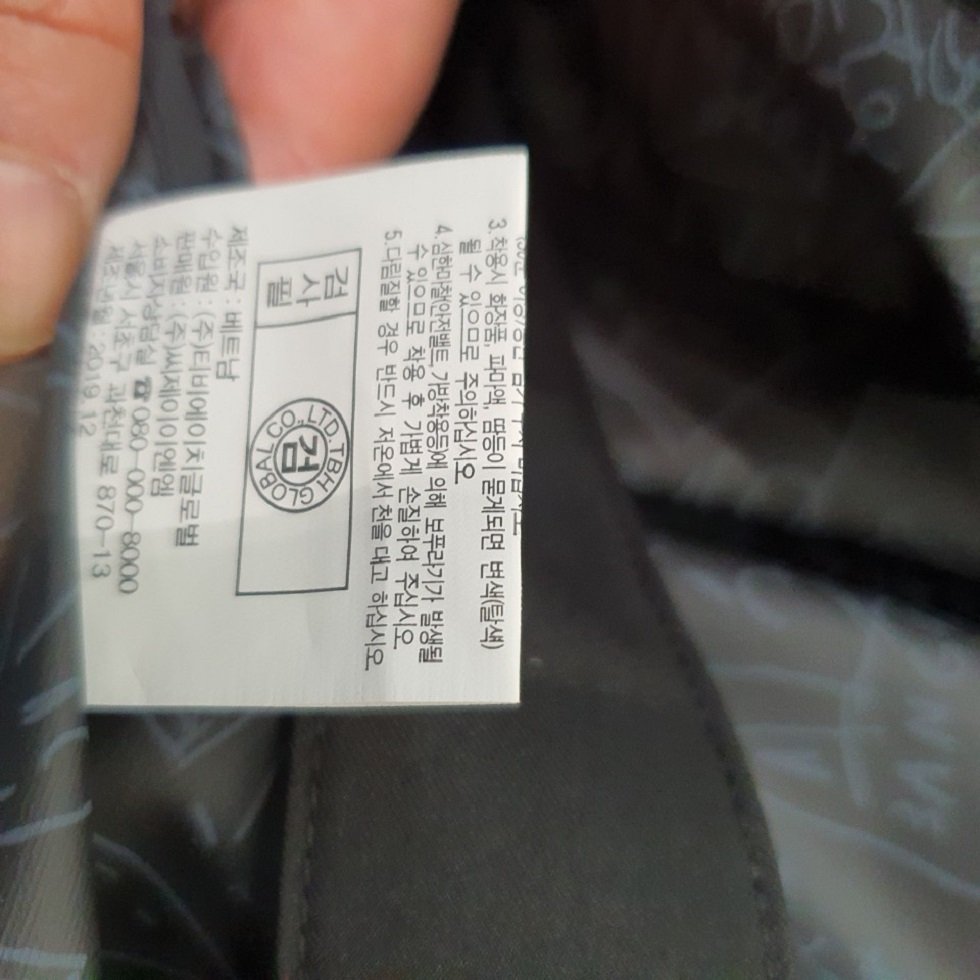 3. 착용시 화장품, 파마액, 땀등이 묻게되면 변색(탈색)
될 수 있으므로 주의하십시오
4. 심한마찰(안전벨트, 가방착용등)에 의해 보푸라기가 발생될
수 있으므로 착용 후 가볍게 손질하여 주십시오
5. 다림질할 경우 반드시 저온에서 천을 대고 하십시오
검사필
TBH GLOBAL CO.,LTD.
검
제조국 : 베트남
수입원 : (주)티비에이치글로벌
판매원 : (주)씨제이이엔엠
소비자상담실 ☎080-000-8000
서울시 서초구 과천대로 870-13
제조년월: 2019.12